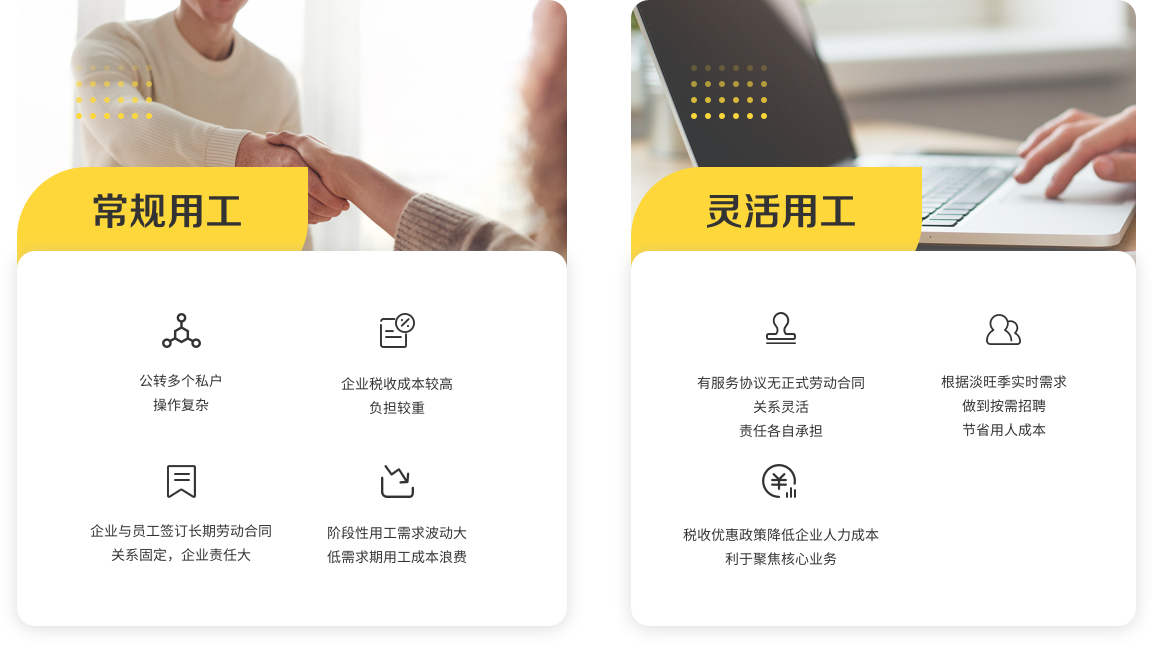 常规用工
公转多个私户
操作复杂
企业税收成本较高
负担较重
企业与员工签订长期劳动合同
关系固定，企业责任大
阶段性用工需求波动大
低需求期用工成本浪费
灵活用工
有服务协议无正式劳动合同
关系灵活
责任各自承担
根据淡旺季实时需求
做到按需招聘
节省用人成本
税收优惠政策降低企业人力成本
利于聚焦核心业务